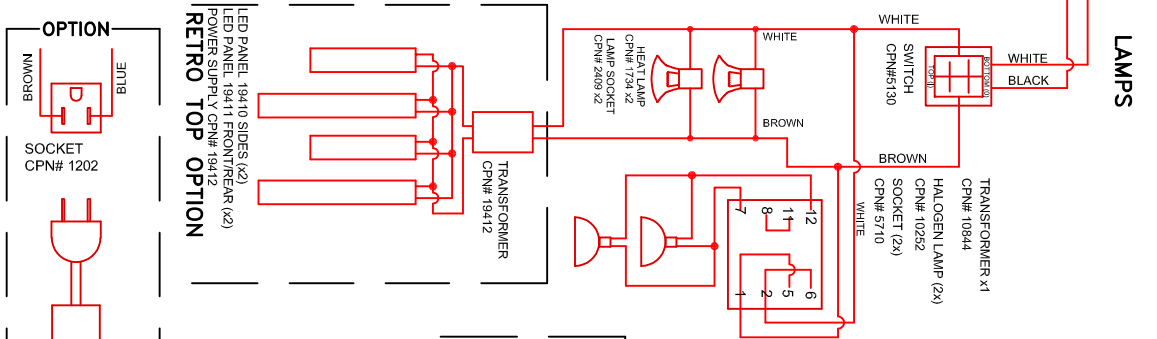 OPTION
BROWN
BLUE
SOCKET
CPN# 1202
LED PANEL 19410 SIDES (x2)
LED PANEL 19411 FRONT/REAR (x2)
POWER SUPPLY CPN# 19412
RETRO TOP OPTION
TRANSFORMER
CPN# 19412
HEAT LAMP
CPN# 1734 x2
LAMP SOCKET
CPN# 2409 x2
WHITE
BROWN
WHITE
SWITCH
CPN#5130
TOP (I)
BOTTOM (0)
WHITE
BLACK
BROWN
WHITE
LAMPS
TRANSFORMER x1
CPN# 10844
HALOGEN LAMP (2x)
CPN# 10252
SOCKET (2x)
CPN# 5710
7
8
11
12
1
2
5
6